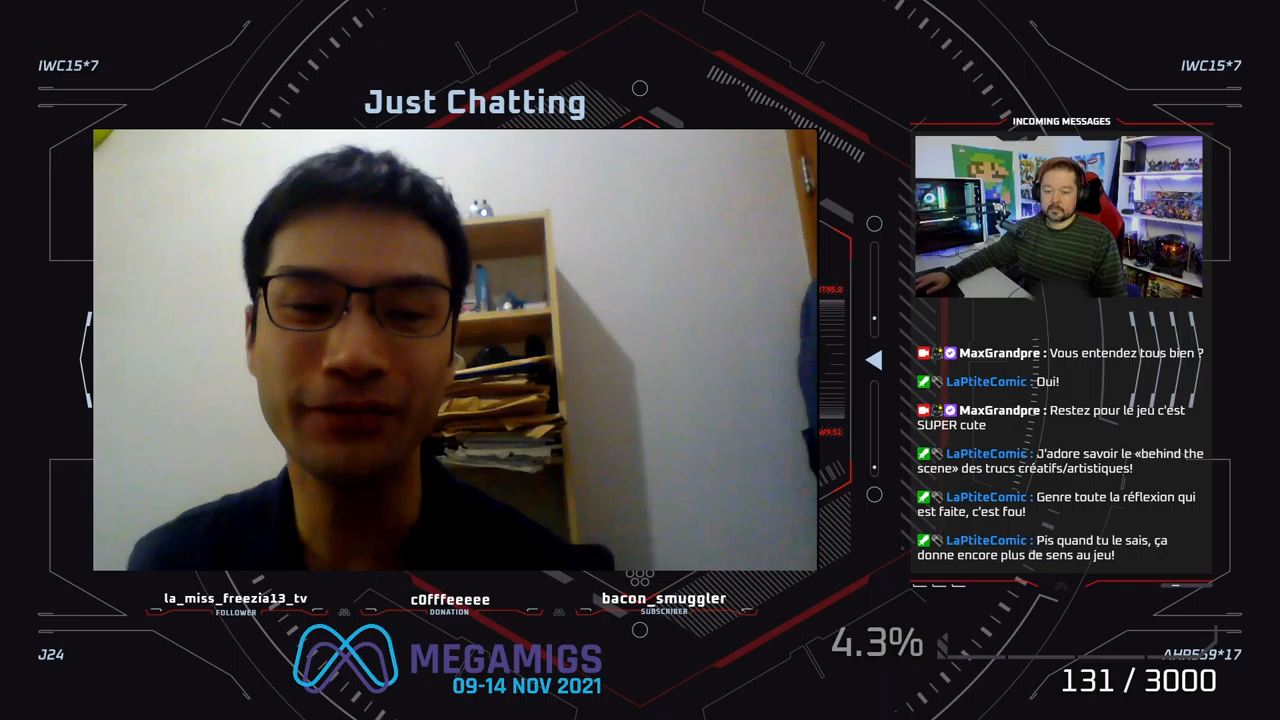 IWC15*7
IWC15*7
Just Chatting
INCOMING MESSAGES
MaxGrandpre : Vous entendez tous bien ?
LaPtiteComic : Oui!
MaxGrandpre : Restez pour le jeu c'est
SUPER cute
LaPtiteComic : J'adore savoir le «behind the
scene» des trucs créatifs/artistiques!
LaPtiteComic : Genre toute la réflexion qui
est faite, c'est fou!
LaPtiteComic : Pis quand tu le sais, ça
donne encore plus de sens au jeu!
la_miss_freezia13_tv
FOLLOWER
c0fffeeeee
DONATION
bacon_smuggler
SUBSCRIBER
J24
MEGAMIGS
09-14 NOV 2021
4.3%
131 / 3000